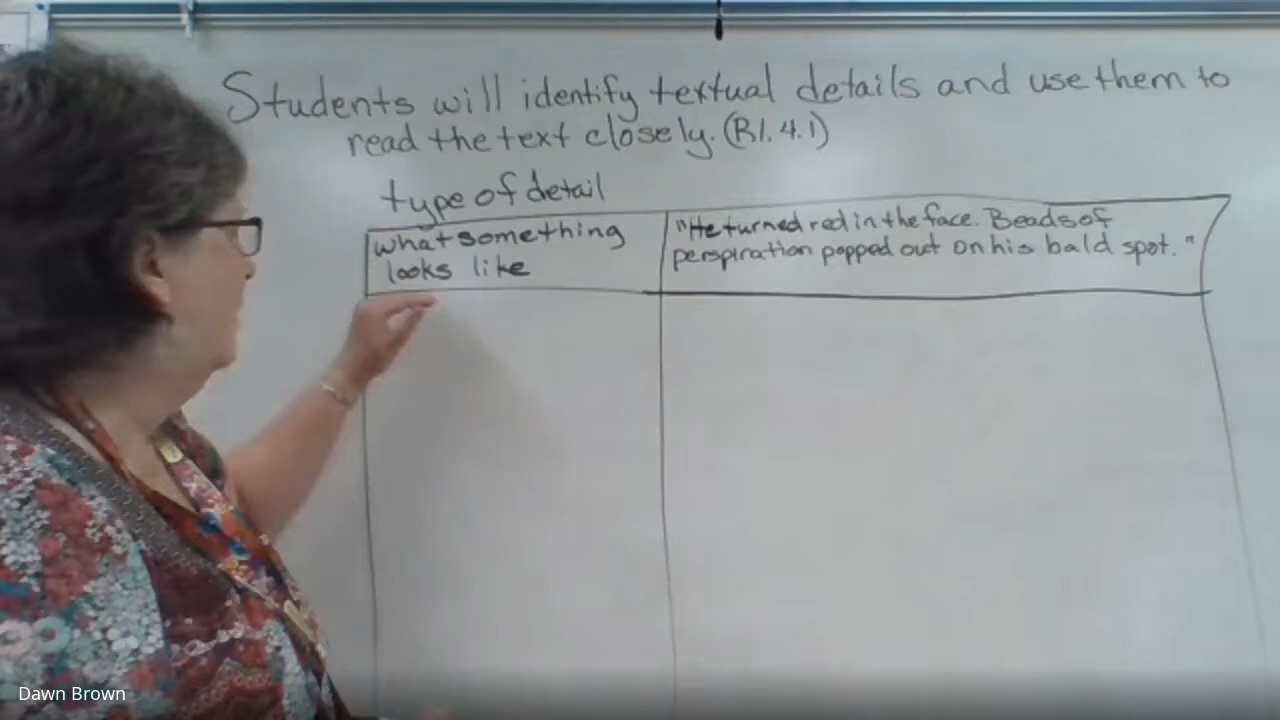 Students will identify textual details and use them to
read the text closely. (R1.4.1)
type of detail
what something
looks like
"He turned red in the face. Beads of
perspiration popped out on his bald spot."
Dawn Brown